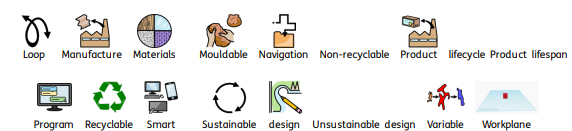 Loop Manufacture Materials Mouldable Navigation Non-recyclable Product lifecycle Product lifespan
Program Recyclable Smart Sustainable design Unsustainable design Variable Workplane